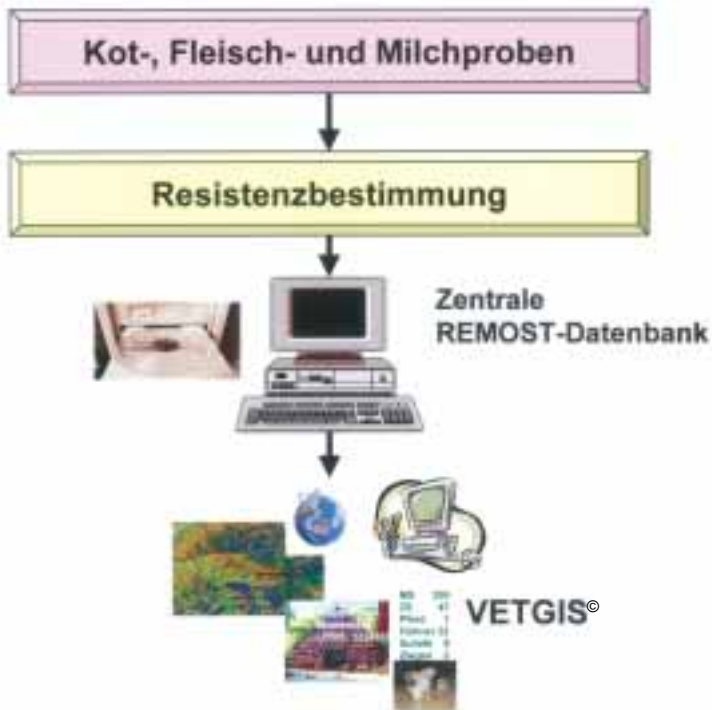 Kot-, Fleisch- und Milchproben
Resistenzbestimmung
Zentrale
REMOST-Datenbank
VETGIS©